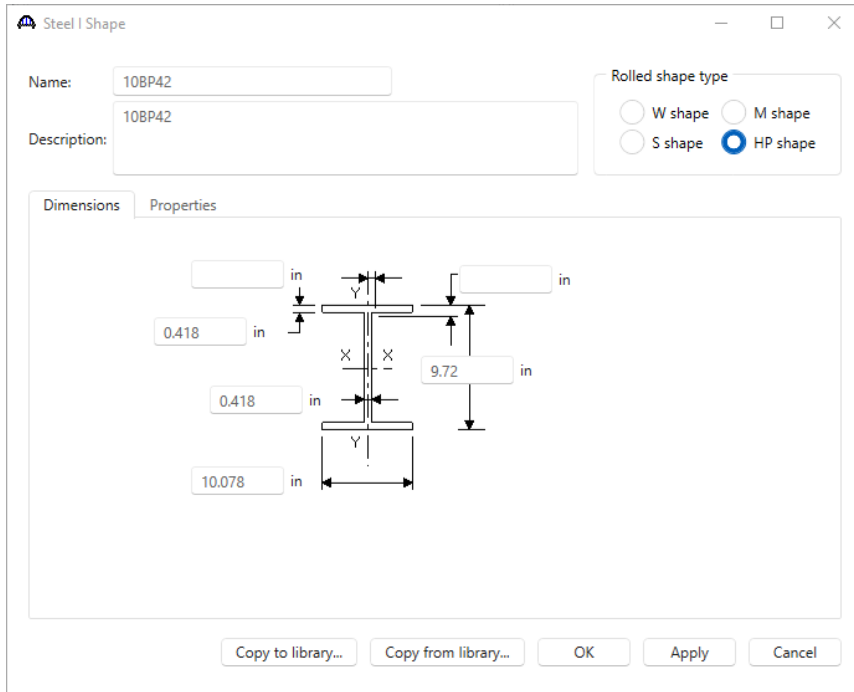 Steel I Shape
Name: 10BP42
Description: 10BP42
Rolled shape type
W shape M shape
S shape HP shape
Dimensions Properties
in in
Y
0.418 in
X X
9.72 in
0.418 in
Y
10.078 in
Copy to library... Copy from library... OK Apply Cancel